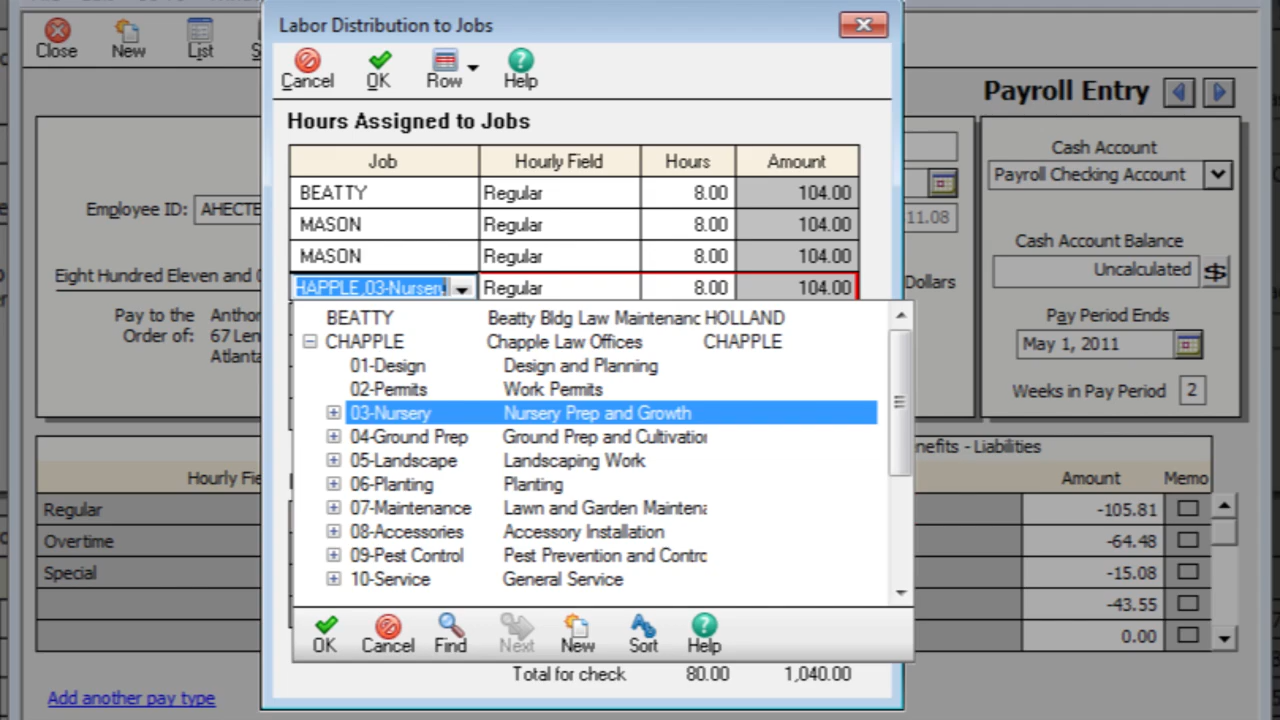 Labor Distribution to Jobs
Close New List
Cancel OK Row Help
Payroll Entry
Hours Assigned to Jobs
Job Hourly Field Hours Amount
BEATTY Regular 8.00 104.00
MASON Regular 8.00 104.00
MASON Regular 8.00 104.00
HAPPLE,03-Nursery Regular 8.00 104.00
Cash Account
Payroll Checking Account
Employee ID: AHECTE
11.08
Cash Account Balance
Uncalculated
Eight Hundred Eleven and
Dollars
Pay to the Order of:
Anthon
67 Len
Atlanta
Pay Period Ends
May 1, 2011
Weeks in Pay Period 2
BEATTY Beatty Bldg Law Maintenanc HOLLAND
CHAPPLE Chapple Law Offices CHAPPLE
01-Design Design and Planning
02-Permits Work Permits
03-Nursery Nursery Prep and Growth
04-Ground Prep Ground Prep and Cultivatio
05-Landscape Landscaping Work
06-Planting Planting
07-Maintenance Lawn and Garden Maintena
08-Accessories Accessory Installation
09-Pest Control Pest Prevention and Contro
10-Service General Service
OK Cancel Find Next New Sort Help
Total for check 80.00 1,040.00
Hourly Fie
Regular
Overtime
Special
Add another pay type
nefits - Liabilities
Amount Memo
-105.81
-64.48
-15.08
-43.55
0.00